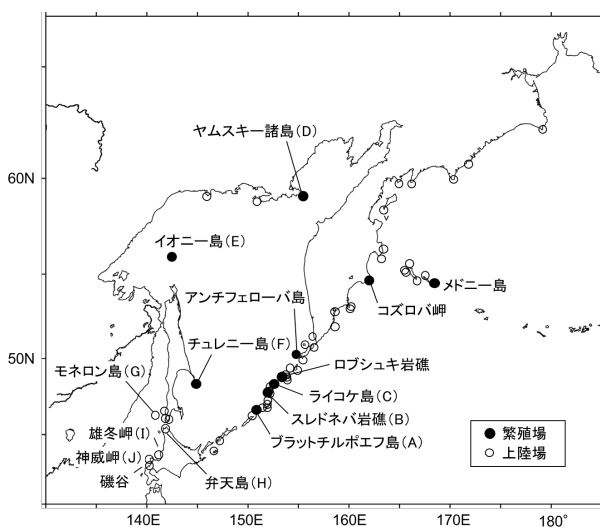 ヤムスキー諸島(D)
60N
イオニー島(E)
メドニー島
アンチフェローバ島
コズロバ岬
チュレニー島(F)
50N
モネロン島(G)
ロブシュキ岩礁
ライコケ島(C)
スレドネバ岩礁(B)
雄冬岬(I)
ブラットチルポエフ島(A)
神威岬(J)
磯谷
弁天島(H)
繁殖場
上陸場
140E 150E 160E 170E 180°